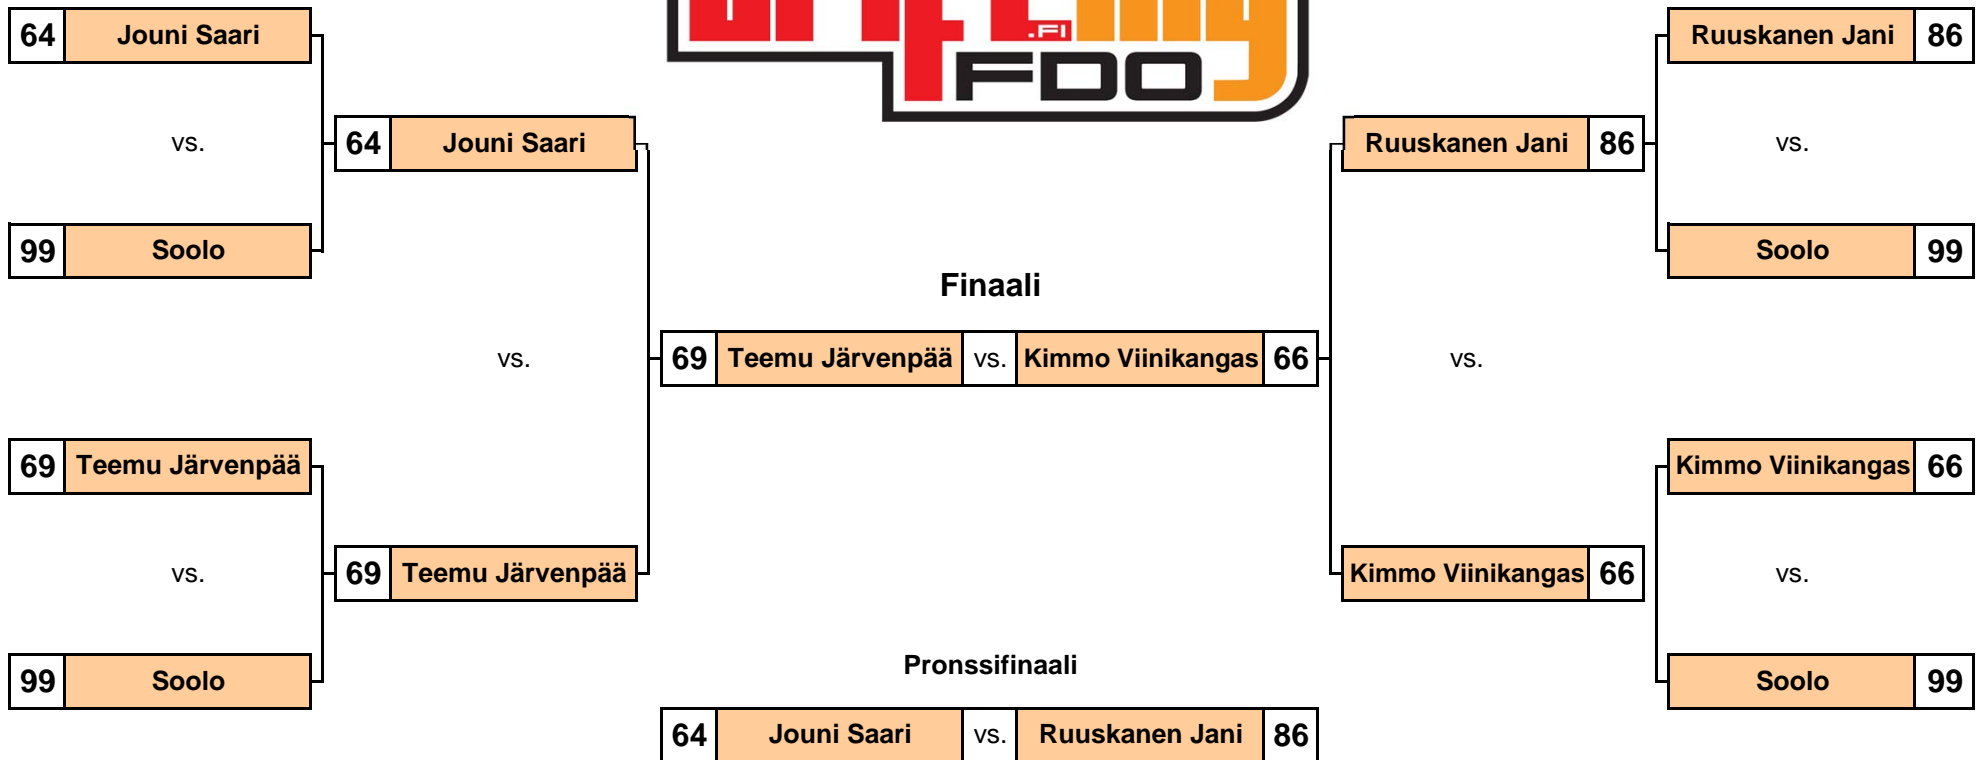 64 Jouni Saari
vs.
99 Soolo
69 Teemu Järvenpää
vs.
99 Soolo
64 Jouni Saari
vs.
69 Teemu Järvenpää
.FI
FDO
Finaali
69 Teemu Järvenpää vs. Kimmo Viinikangas 66
Pronssifinaali
64 Jouni Saari vs. Ruuskanen Jani 86
Ruuskanen Jani 86
vs.
Kimmo Viinikangas 66
Ruuskanen Jani 86
vs.
Soolo 99
Kimmo Viinikangas 66
vs.
Soolo 99